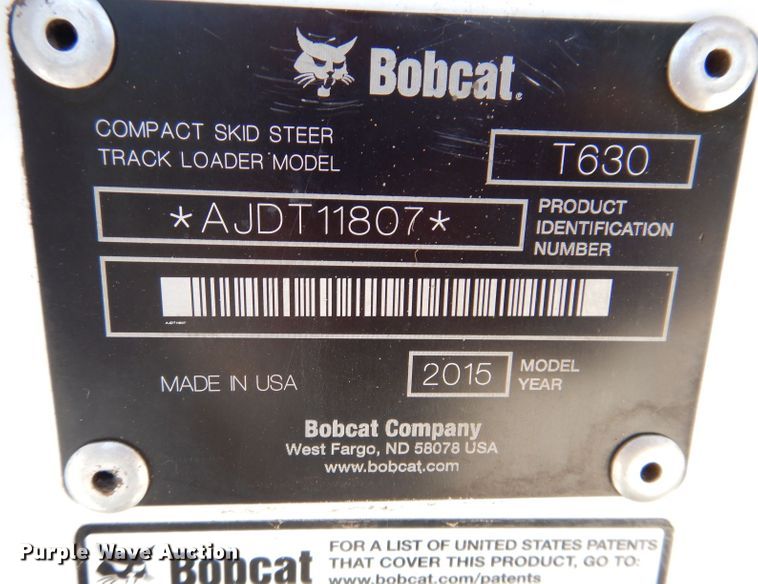 Bobcat®
COMPACT SKID STEER
TRACK LOADER MODEL
T630
*AJDT11807*
PRODUCT
IDENTIFICATION
NUMBER
AJDT11807
MADE IN USA
2015
MODEL
YEAR
Bobcat Company
West Fargo, ND 58078 USA
www.bobcat.com
Purple Wave Auction
Bobcat
FOR A LIST OF UNITED STATES PATENTS
THAT COVER THIS PRODUCT, GO TO:
www.bobcat.com/patents